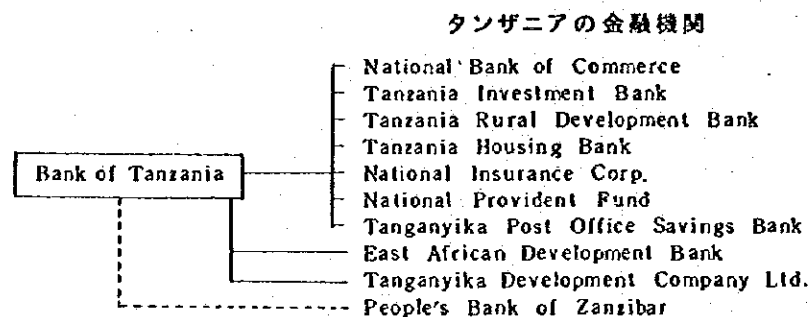 タンザニアの金融機関
National Bank of Commerce
Tanzania Investment Bank
Tanzania Rural Development Bank
Tanzania Housing Bank
Bank of Tanzania
National Insurance Corp.
National Provident Fund
Tanganyika Post Office Savings Bank
East African Development Bank
Tanganyika Development Company Ltd.
People's Bank of Zanzibar